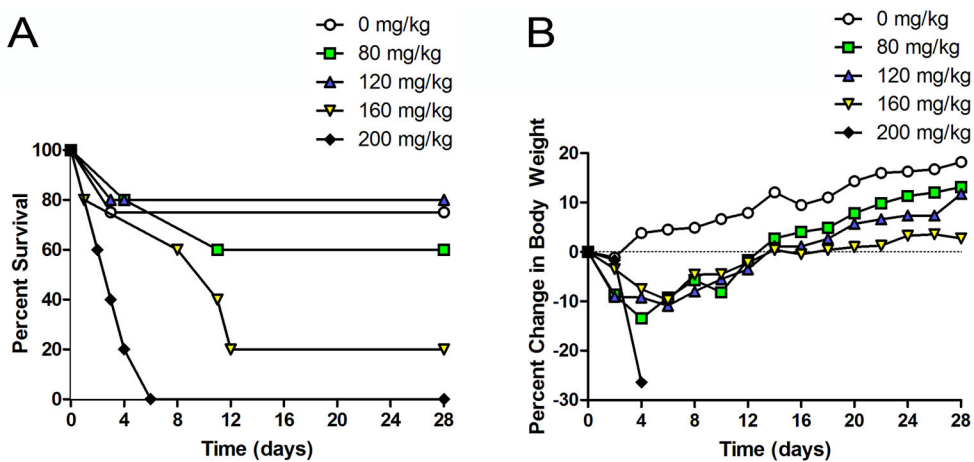 A
0 mg/kg
80 mg/kg
120 mg/kg
160 mg/kg
200 mg/kg
Percent Survival
100
80
60
40
20
0
0 4 8 12 16 20 24 28
Time (days)
B
0 mg/kg
80 mg/kg
120 mg/kg
160 mg/kg
200 mg/kg
Percent Change in Body Weight
20
10
0
-10
-20
-30
0 4 8 12 16 20 24 28
Time (days)